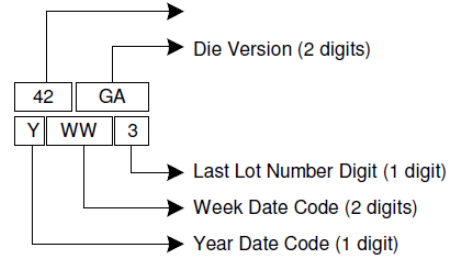 Die Version (2 digits)
42 GA
Y WW 3
Last Lot Number Digit (1 digit)
Week Date Code (2 digits)
Year Date Code (1 digit)